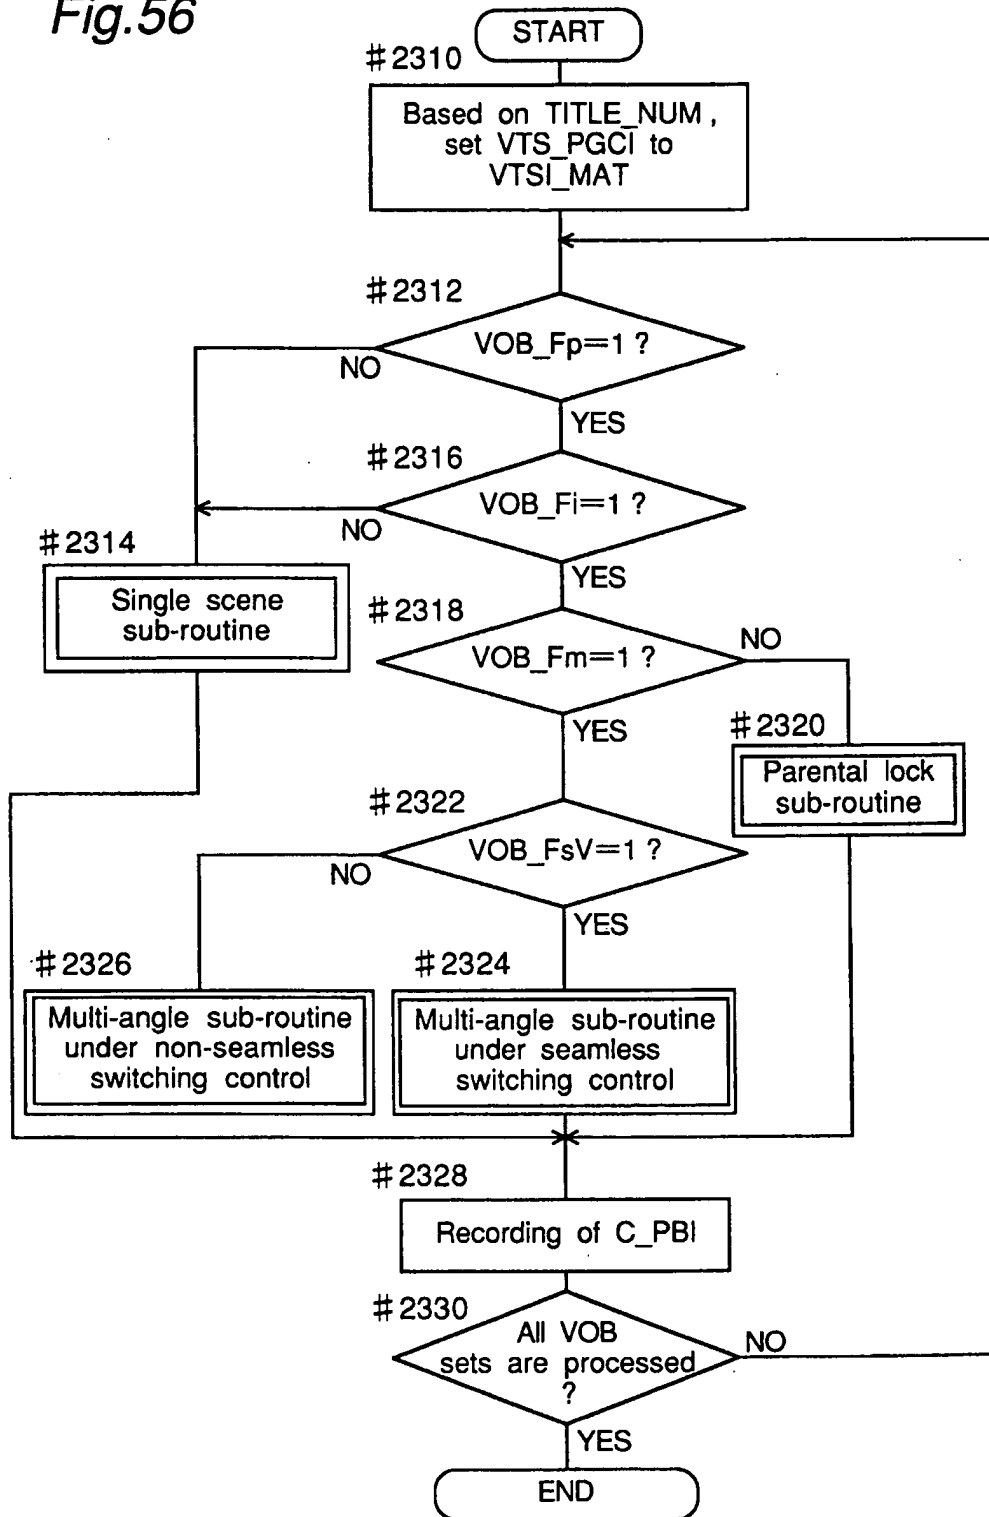 Fig.56
START
#2310
Based on TITLE_NUM,
set VTS_PGCI to
VTSI_MAT
#2312
VOB_Fp=1 ?
NO
YES
#2316
VOB_Fi=1 ?
NO
YES
#2314
Single scene
sub-routine
#2318
VOB_Fm=1 ?
NO
YES
#2320
Parental lock
sub-routine
#2322
VOB_FsV=1 ?
NO
YES
#2326
Multi-angle sub-routine
under non-seamless
switching control
#2324
Multi-angle sub-routine
under seamless
switching control
#2328
Recording of C_PBI
#2330
All VOB
sets are processed
?
NO
YES
END